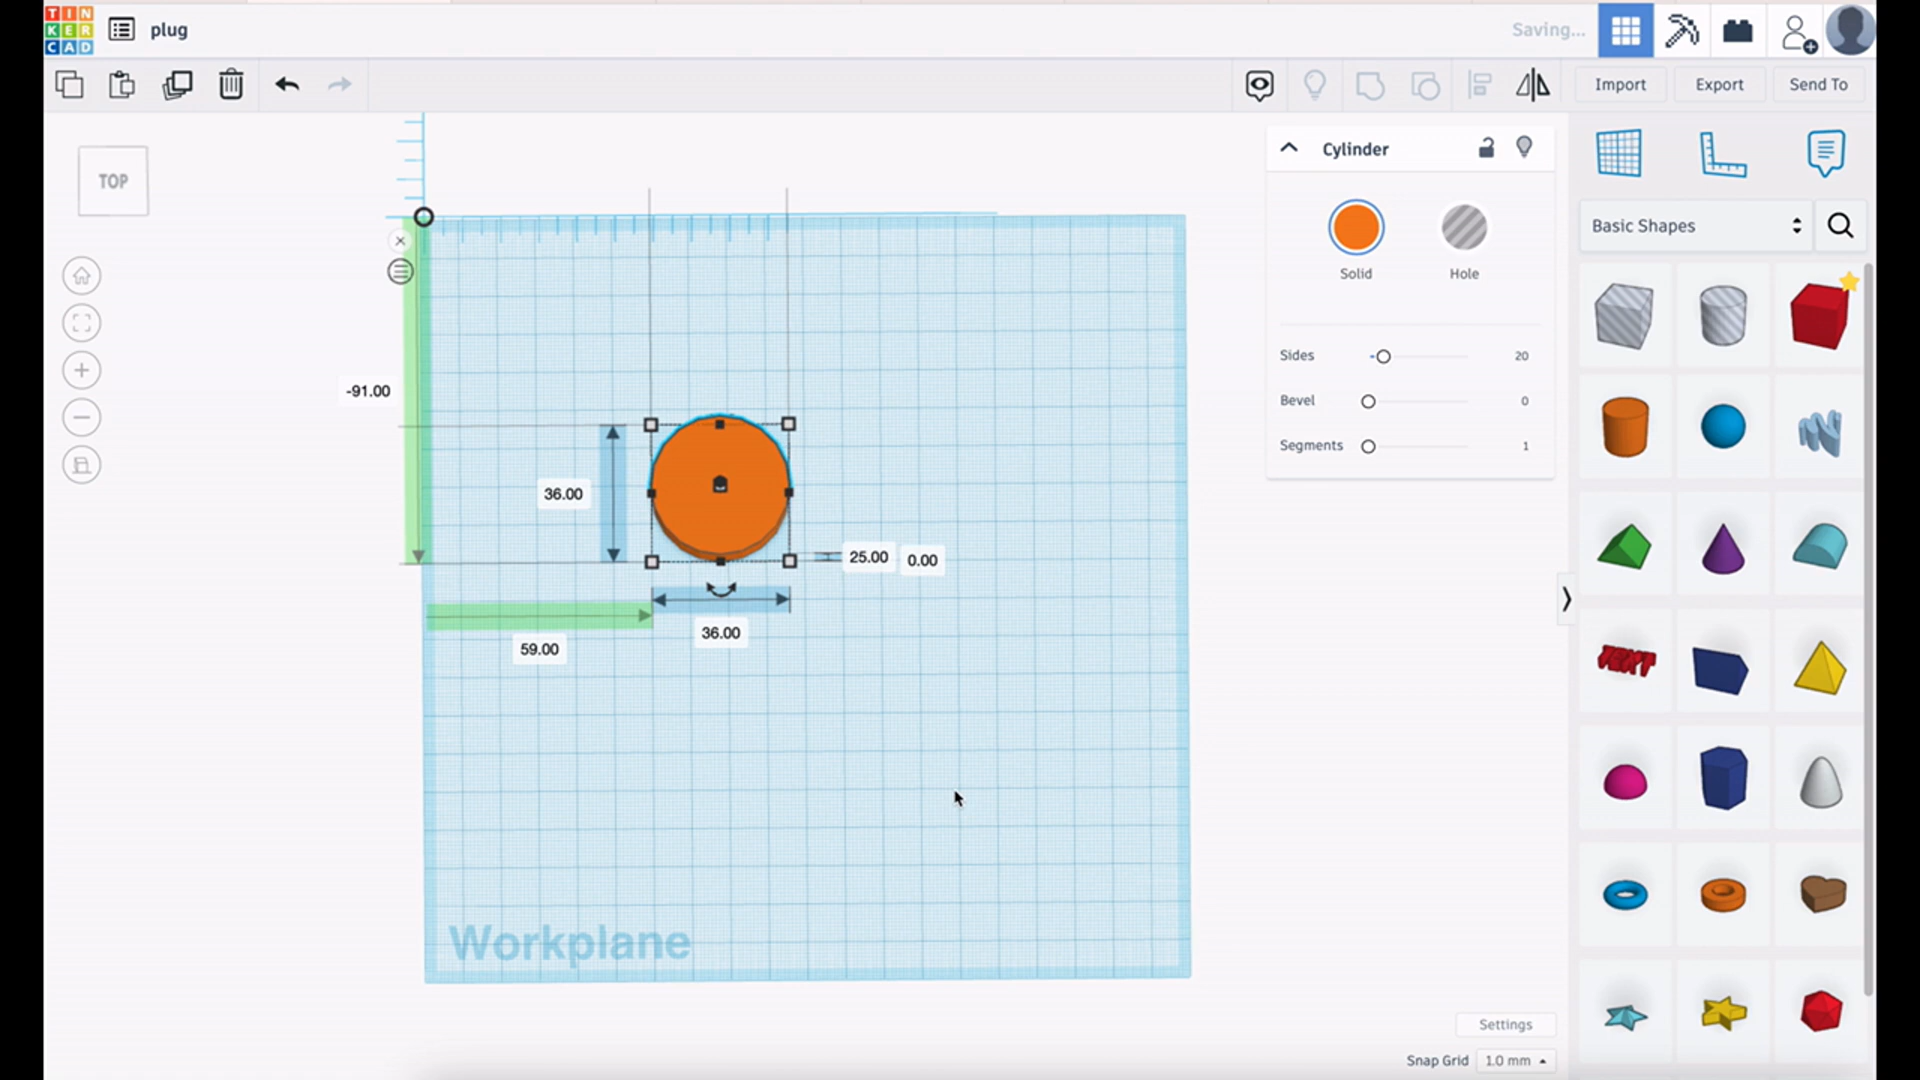 TIN
KER
CAD
plug
Saving...
Import
Export
Send To
TOP
Cylinder
Solid
Hole
Basic Shapes
Sides
20
Bevel
0
Segments
1
-91.00
36.00
25.00
0.00
59.00
36.00
TEXT
Workplane
Settings
Snap Grid
1.0 mm